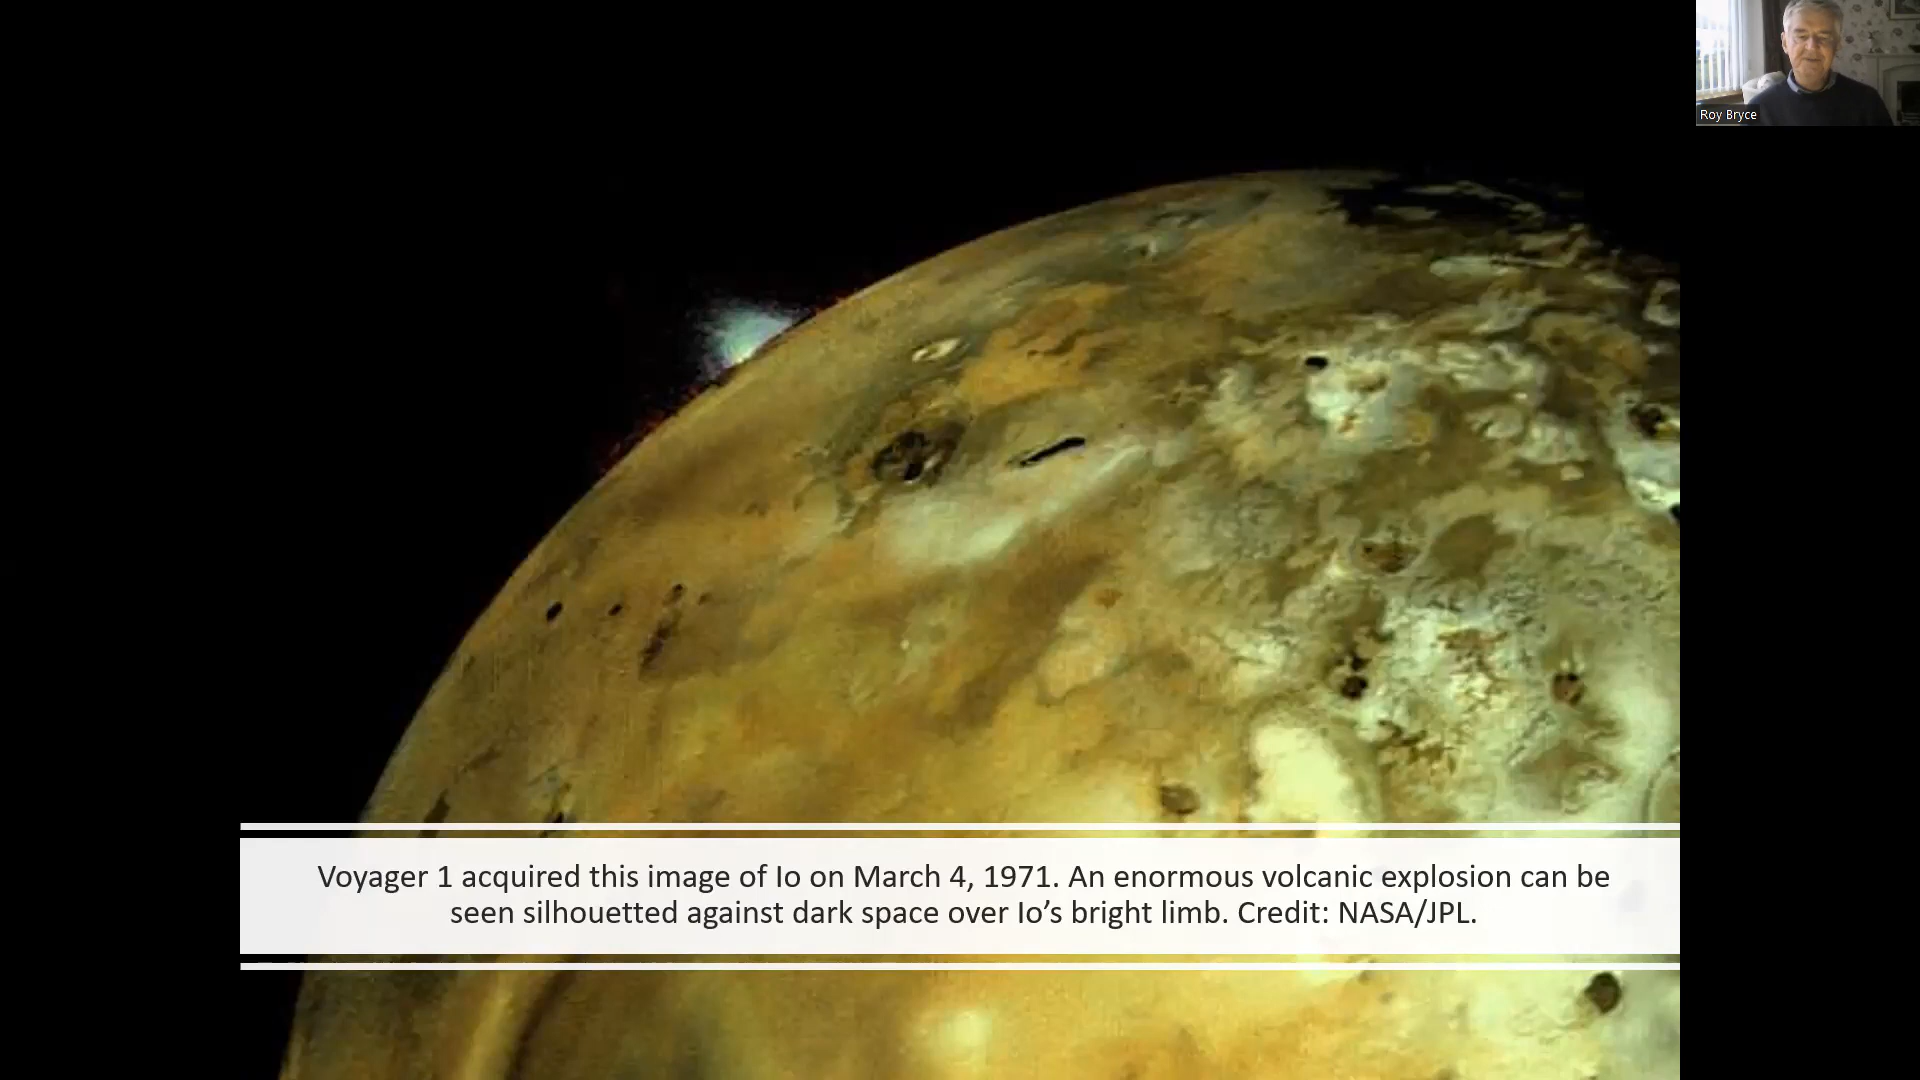 Roy Bryce
Voyager 1 acquired this image of Io on March 4, 1971. An enormous volcanic explosion can be
seen silhouetted against dark space over Io’s bright limb. Credit: NASA/JPL.